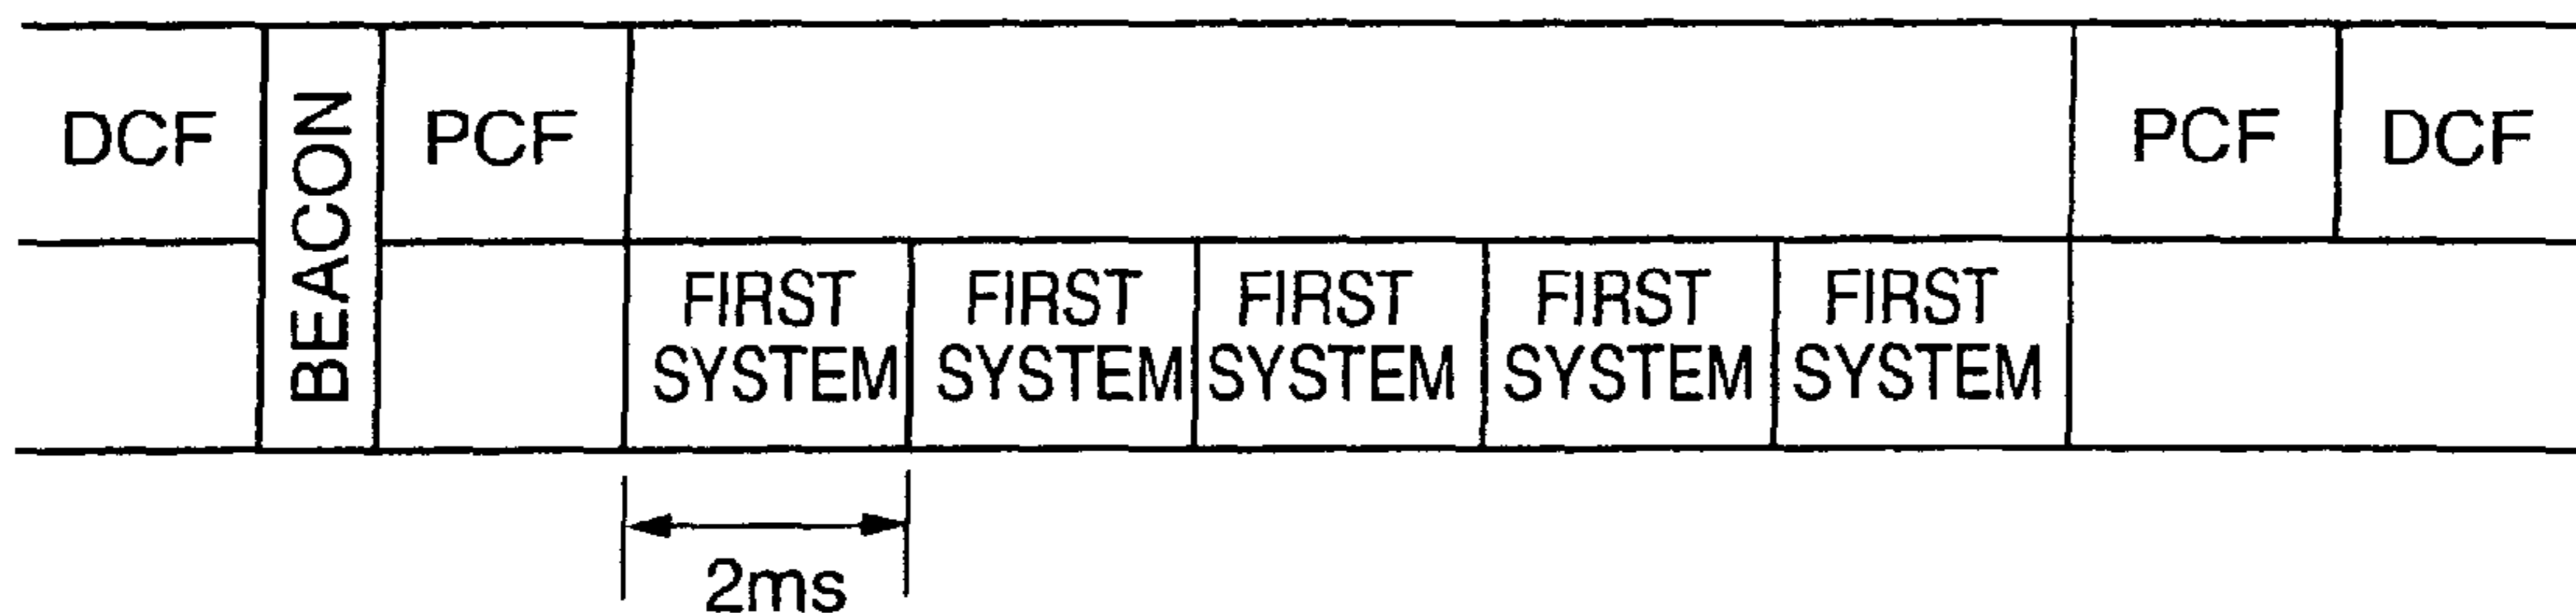 DCF
BEACON
PCF
PCF
DCF
FIRST
SYSTEM
FIRST
SYSTEM
FIRST
SYSTEM
FIRST
SYSTEM
FIRST
SYSTEM
2ms